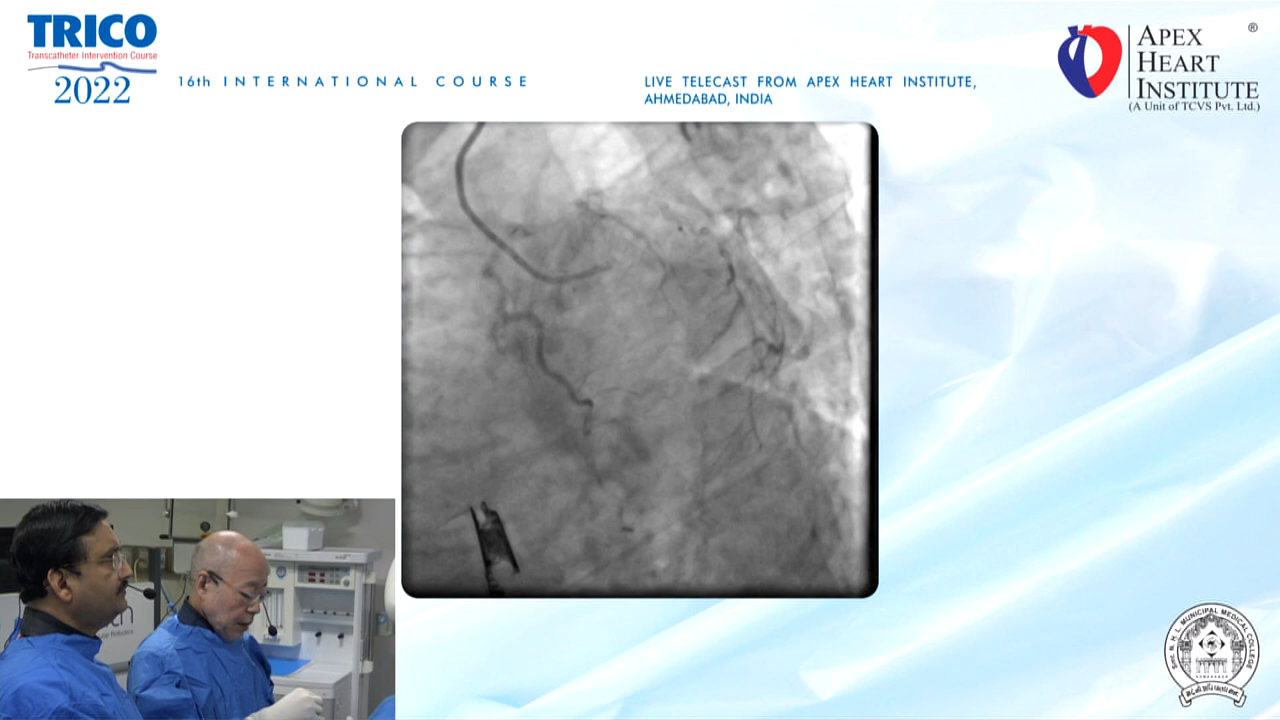 TRICO
Transcatheter Intervention Course
2022
16th INTERNATIONAL COURSE
LIVE TELECAST FROM APEX HEART INSTITUTE,
AHMEDABAD, INDIA
APEX
HEART
INSTITUTE
®
(A Unit of TCVS Pvt. Ltd.)
Smt. N. H. L. MUNICIPAL MEDICAL COLLEGE